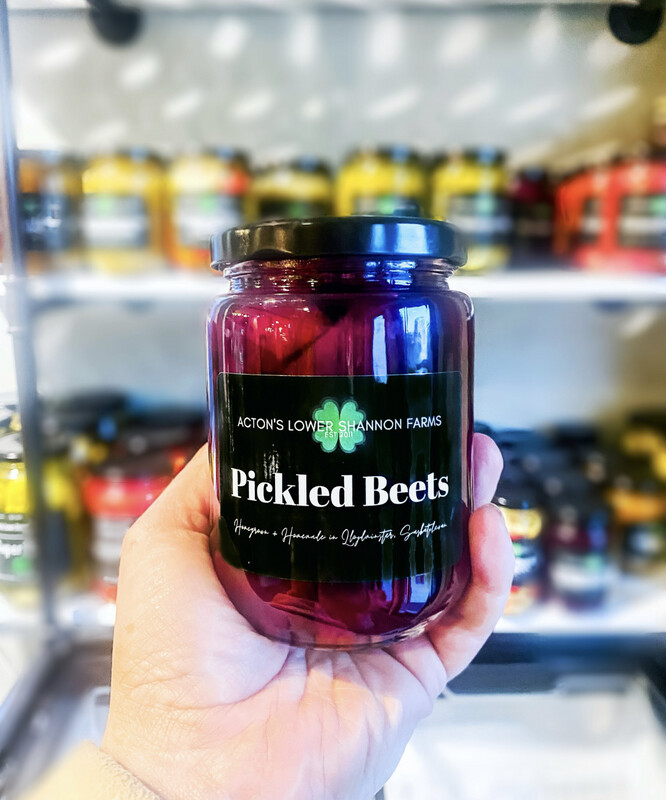 ACTON'S LOWER SHANNON FARMS
EST 2011
Pickled Beets
Homegrown + Homemade in Lloydminster, Saskatchewan